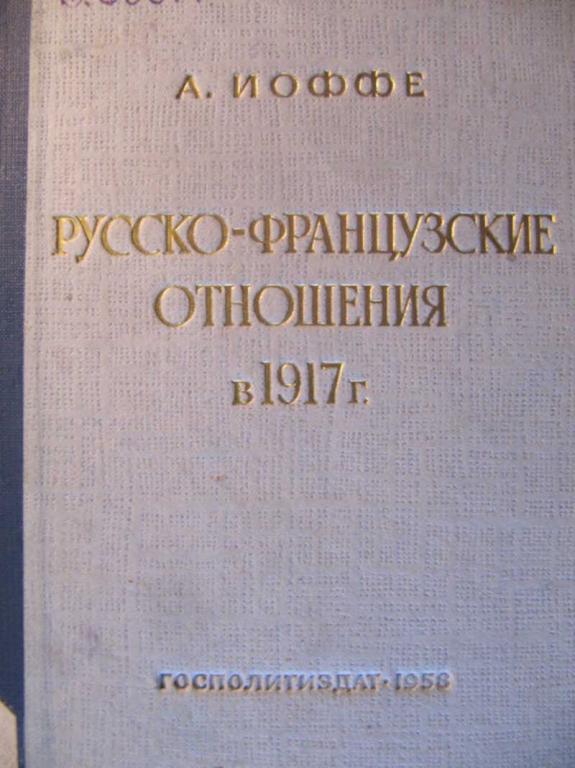 А. ИОФФЕ
РУССКО-ФРАНЦУЗСКИЕ
ОТНОШЕНИЯ
в 1917 г.
ГОСПОЛИТИЗДАТ·1958